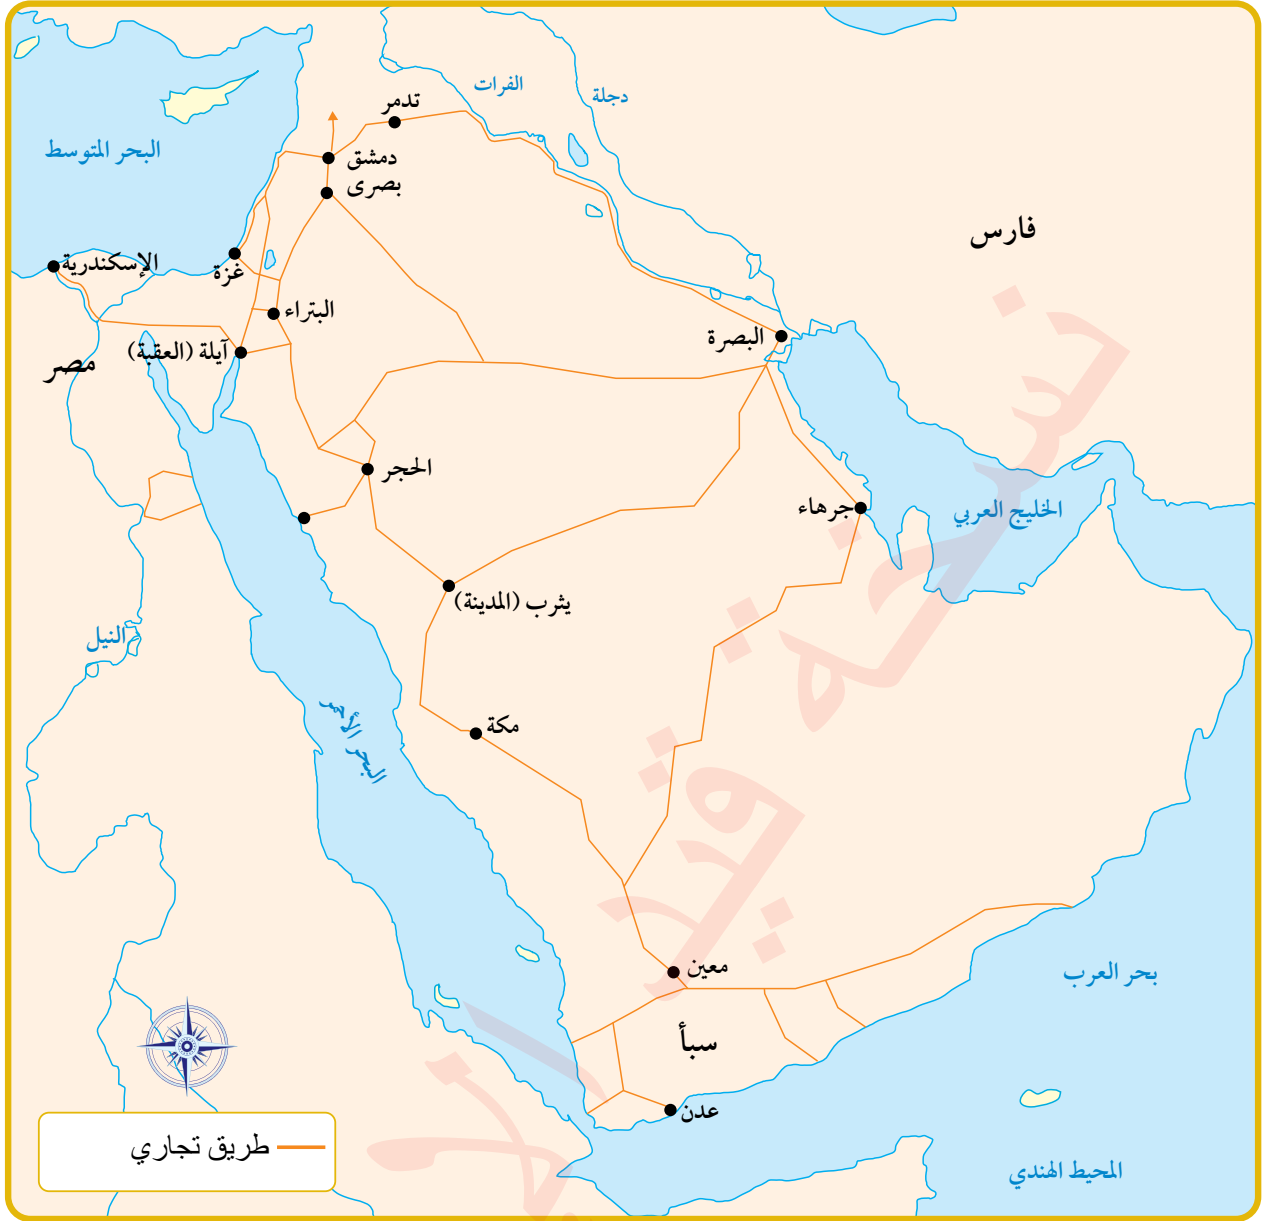 الفرات
دجلة
تدمر
البحر المتوسط
دمشق
بصرى
فارس
الإسكندرية
غزة
البتراء
البصرة
آيلة (العقبة)
مصر
الحجر
جرهاء
الخليج العربي
يثرب (المدينة)
النيل
البحر الأحمر
مكة
معين
بحر العرب
سبأ
عدن
طريق تجاري
المحيط الهندي